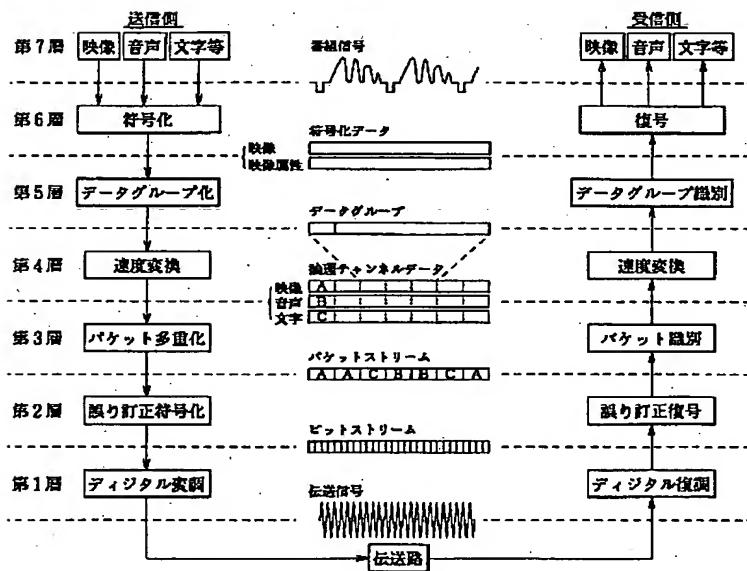 送信側
受信側
第7層
映像
音声
文字等
番組信号
映像
音声
文字等
第6層
符号化
符号化データ
復号
映像
映像属性
第5層
データグループ化
データグループ識別
データグループ
第4層
速度変換
論理チャンネルデータ
速度変換
映像
A
音声
B
文字
C
第3層
パケット多重化
パケット識別
パケットストリーム
A A C B B C A
第2層
誤り訂正符号化
誤り訂正復号
ビットストリーム
第1層
ディジタル変調
ディジタル復調
伝送信号
伝送路